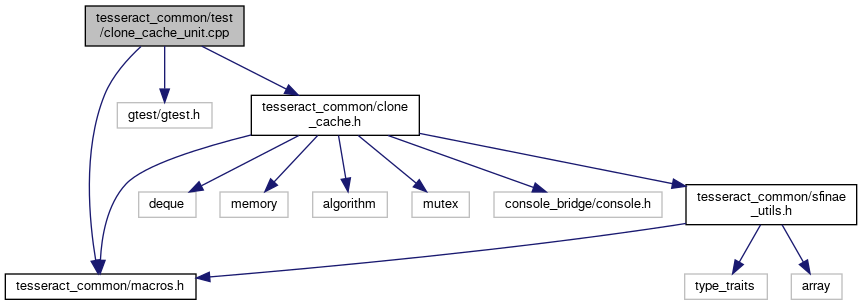 tesseract_common/test
/clone_cache_unit.cpp
gtest/gtest.h
tesseract_common/clone
_cache.h
deque
memory
algorithm
mutex
console_bridge/console.h
tesseract_common/sfinae
_utils.h
tesseract_common/macros.h
type_traits
array